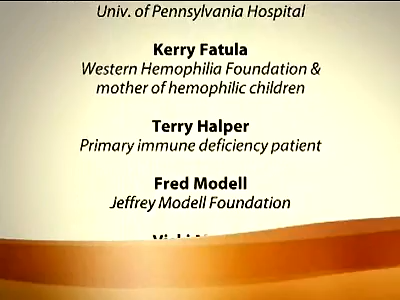 Univ. of Pennsylvania Hospital
Kerry Fatula
Western Hemophilia Foundation &
mother of hemophilic children
Terry Halper
Primary immune deficiency patient
Fred Modell
Jeffrey Modell Foundation